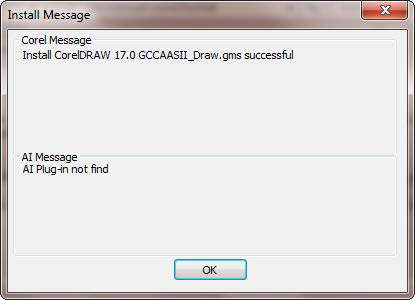 Install Message
Corel Message
Install CorelDRAW 17.0 GCCAASII_Draw.gms successful
AI Message
AI Plug-in not find
OK